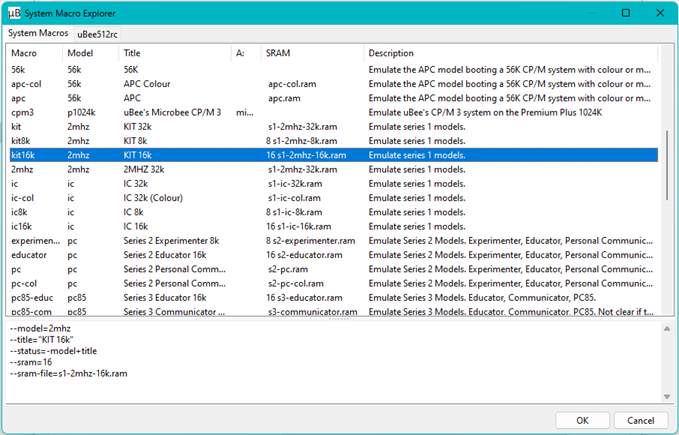 µB System Macro Explorer
System Macros uBee512rc
Macro Model Title A: SRAM Description
56k 56k 56K Emulate the APC model booting a 56K CP/M system with colour or m...
apc-col 56k APC Colour apc-col.ram Emulate the APC model booting a 56K CP/M system with colour or m...
apc 56k APC apc.ram Emulate the APC model booting a 56K CP/M system with colour or m...
cpm3 p1024k uBee's Microbee CP/M 3 mi... Emulate uBee's CP/M 3 system on the Premium Plus 1024K
kit 2mhz KIT 32k s1-2mhz-32k.ram Emulate series 1 models.
kit8k 2mhz KIT 8k 8 s1-2mhz-8k.ram Emulate series 1 models.
kit16k 2mhz KIT 16k 16 s1-2mhz-16k.ram Emulate series 1 models.
2mhz 2mhz 2MHZ 32k s1-2mhz-32k.ram Emulate series 1 models.
ic ic IC 32k s1-ic-32k.ram Emulate series 1 models.
ic-col ic IC 32k (Colour) s1-ic-32k.ram Emulate series 1 models.
ic8k ic IC 8k 8 s1-ic-8k.ram Emulate series 1 models.
ic16k ic IC 16k 16 s1-ic-16k.ram Emulate series 1 models.
experimen... pc Series 2 Experimenter 8k 8 s2-experimenter.ram Emulate Series 2 Models. Experimenter, Educator, Personal Communic...
educator pc Series 2 Educator 16k 16 s2-educator.ram Emulate Series 2 Models. Experimenter, Educator, Personal Communic...
pc pc Series 2 Personal Comm... s2-pc.ram Emulate Series 2 Models. Experimenter, Educator, Personal Communic...
pc-col pc Series 2 Personal Comm... s2-pc-col.ram Emulate Series 2 Models. Experimenter, Educator, Personal Communic...
pc85-educ pc85 Series 3 Educator 16k 16 s3-educator.ram Emulate Series 3 Models. Educator, Communicator, PC85.
pc85-com pc85 Series 3 Communicator ... s3-communicator.ram Emulate Series 3 Models. Educator, Communicator, PC85. Not clear if t...
--model=2mhz
--title="KIT 16k"
--status=-model+title
--sram=16
--sram-file=s1-2mhz-16k.ram
OK Cancel